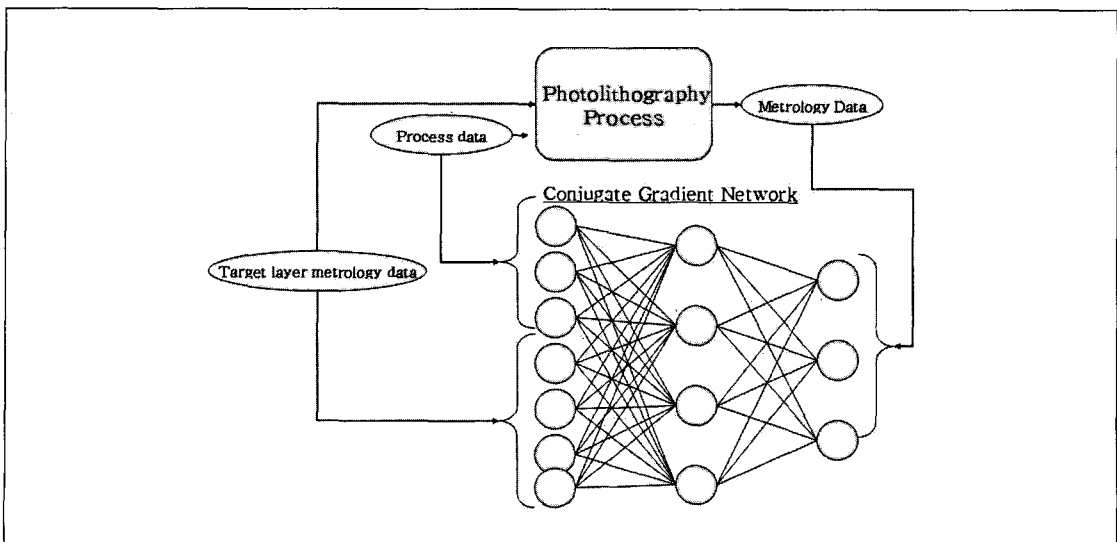 Photolithography
Process
Metrology Data
Process data
Conjugate Gradient Network
Target layer metrology data